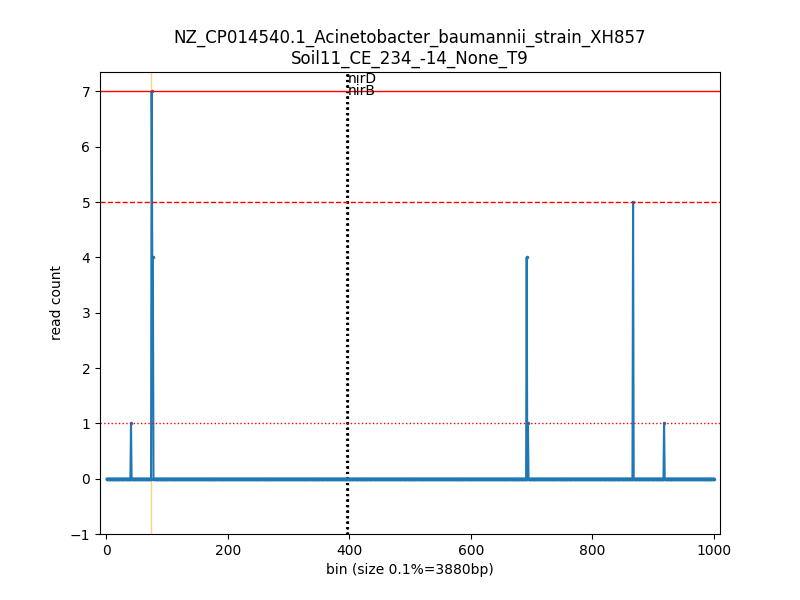 NZ_CP014540.1_Acinetobacter_baumannii_strain_XH857
Soil11_CE_234_-14_None_T9
nirD
nirB
7
6
5
4
3
2
1
0
−1
read count
0 200 400 600 800 1000
bin (size 0.1%=3880bp)